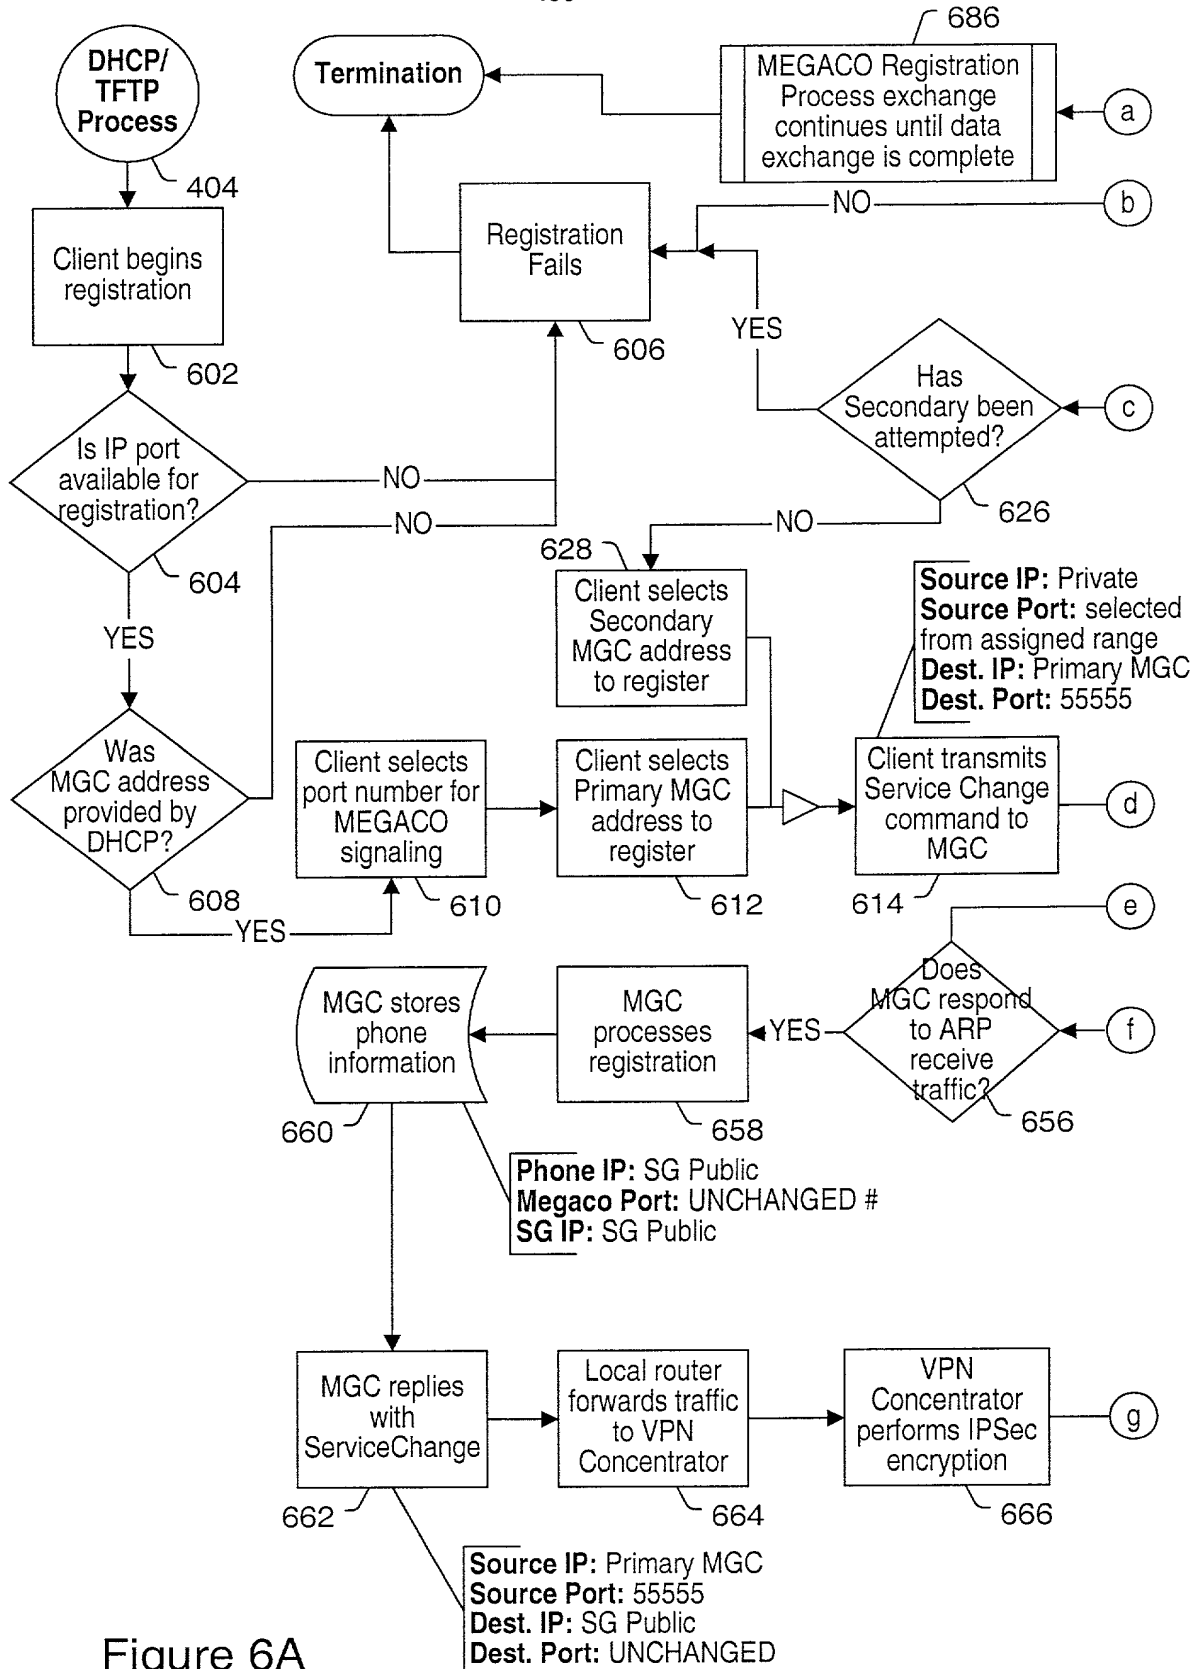 686
DHCP/
TFTP
Process
404
Termination
MEGACO Registration
Process exchange
continues until data
exchange is complete
a
NO
b
Client begins
registration
602
Registration
Fails
606
YES
Has
Secondary been
attempted?
626
c
Is IP port
available for
registration?
604
NO
NO
NO
YES
628
Client selects
Secondary
MGC address
to register
Source IP: Private
Source Port: selected
from assigned range
Dest. IP: Primary MGC
Dest. Port: 55555
Was
MGC address
provided by
DHCP?
608
YES
Client selects
port number for
MEGACO
signaling
610
Client selects
Primary MGC
address to
register
612
Client transmits
Service Change
command to
MGC
614
d
e
MGC stores
phone
information
660
MGC
processes
registration
658
YES
Does
MGC respond
to ARP
receive
traffic?
656
f
Phone IP: SG Public
Megaco Port: UNCHANGED #
SG IP: SG Public
MGC replies
with
ServiceChange
662
Local router
forwards traffic
to VPN
Concentrator
664
VPN
Concentrator
performs IPSec
encryption
666
g
Source IP: Primary MGC
Source Port: 55555
Dest. IP: SG Public
Dest. Port: UNCHANGED
Figure 6A